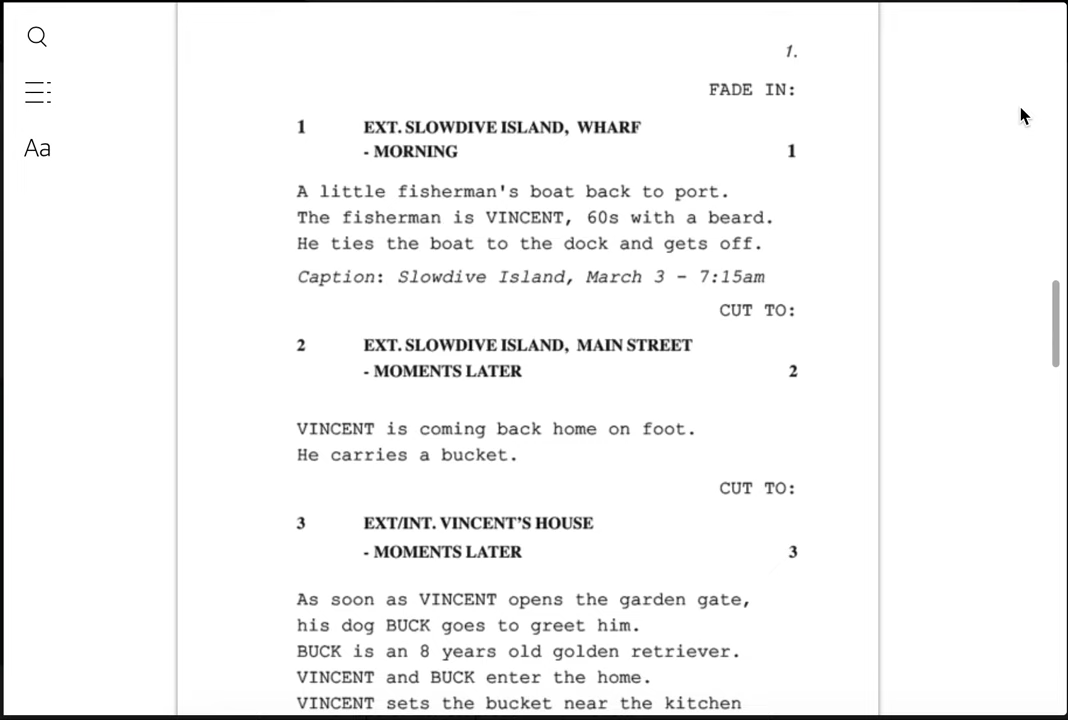 Aa
1.
FADE IN:
1 EXT. SLOWDIVE ISLAND, WHARF
- MORNING 1
A little fisherman's boat back to port.
The fisherman is VINCENT, 60s with a beard.
He ties the boat to the dock and gets off.
Caption: Slowdive Island, March 3 – 7:15am
CUT TO:
2 EXT. SLOWDIVE ISLAND, MAIN STREET
- MOMENTS LATER 2
VINCENT is coming back home on foot.
He carries a bucket.
CUT TO:
3 EXT/INT. VINCENT’S HOUSE
- MOMENTS LATER 3
As soon as VINCENT opens the garden gate,
his dog BUCK goes to greet him.
BUCK is an 8 years old golden retriever.
VINCENT and BUCK enter the home.
VINCENT sets the bucket near the kitchen